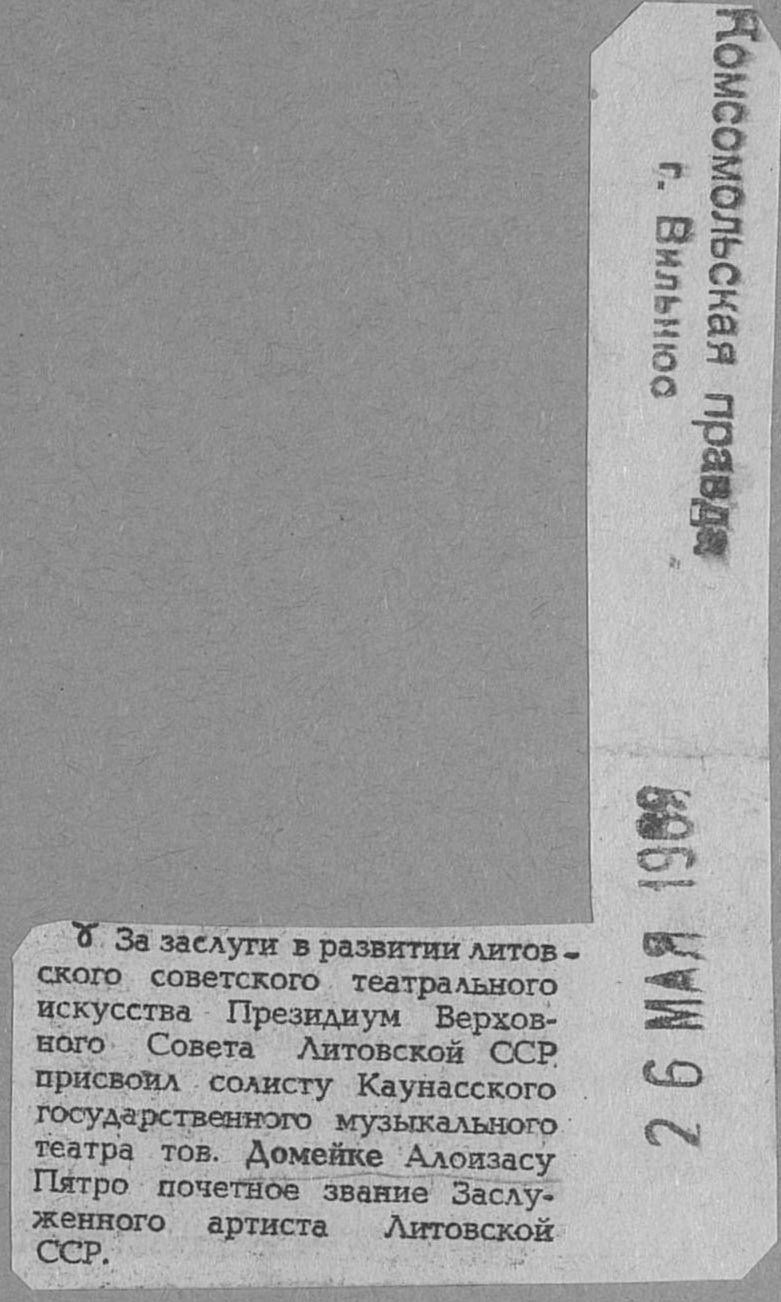 Комсомольская правда
г. Вильнюс
26 МАЯ
За заслуги в развитии литов-
ского советского театрального
искусства Президиум Верхов-
ного Совета Литовской ССР
присвоил солисту Каунасского
государственного музыкального
театра тов. Домейке Алоизасу
Пятро почетное звание Заслу-
женного артиста Литовской
ССР.